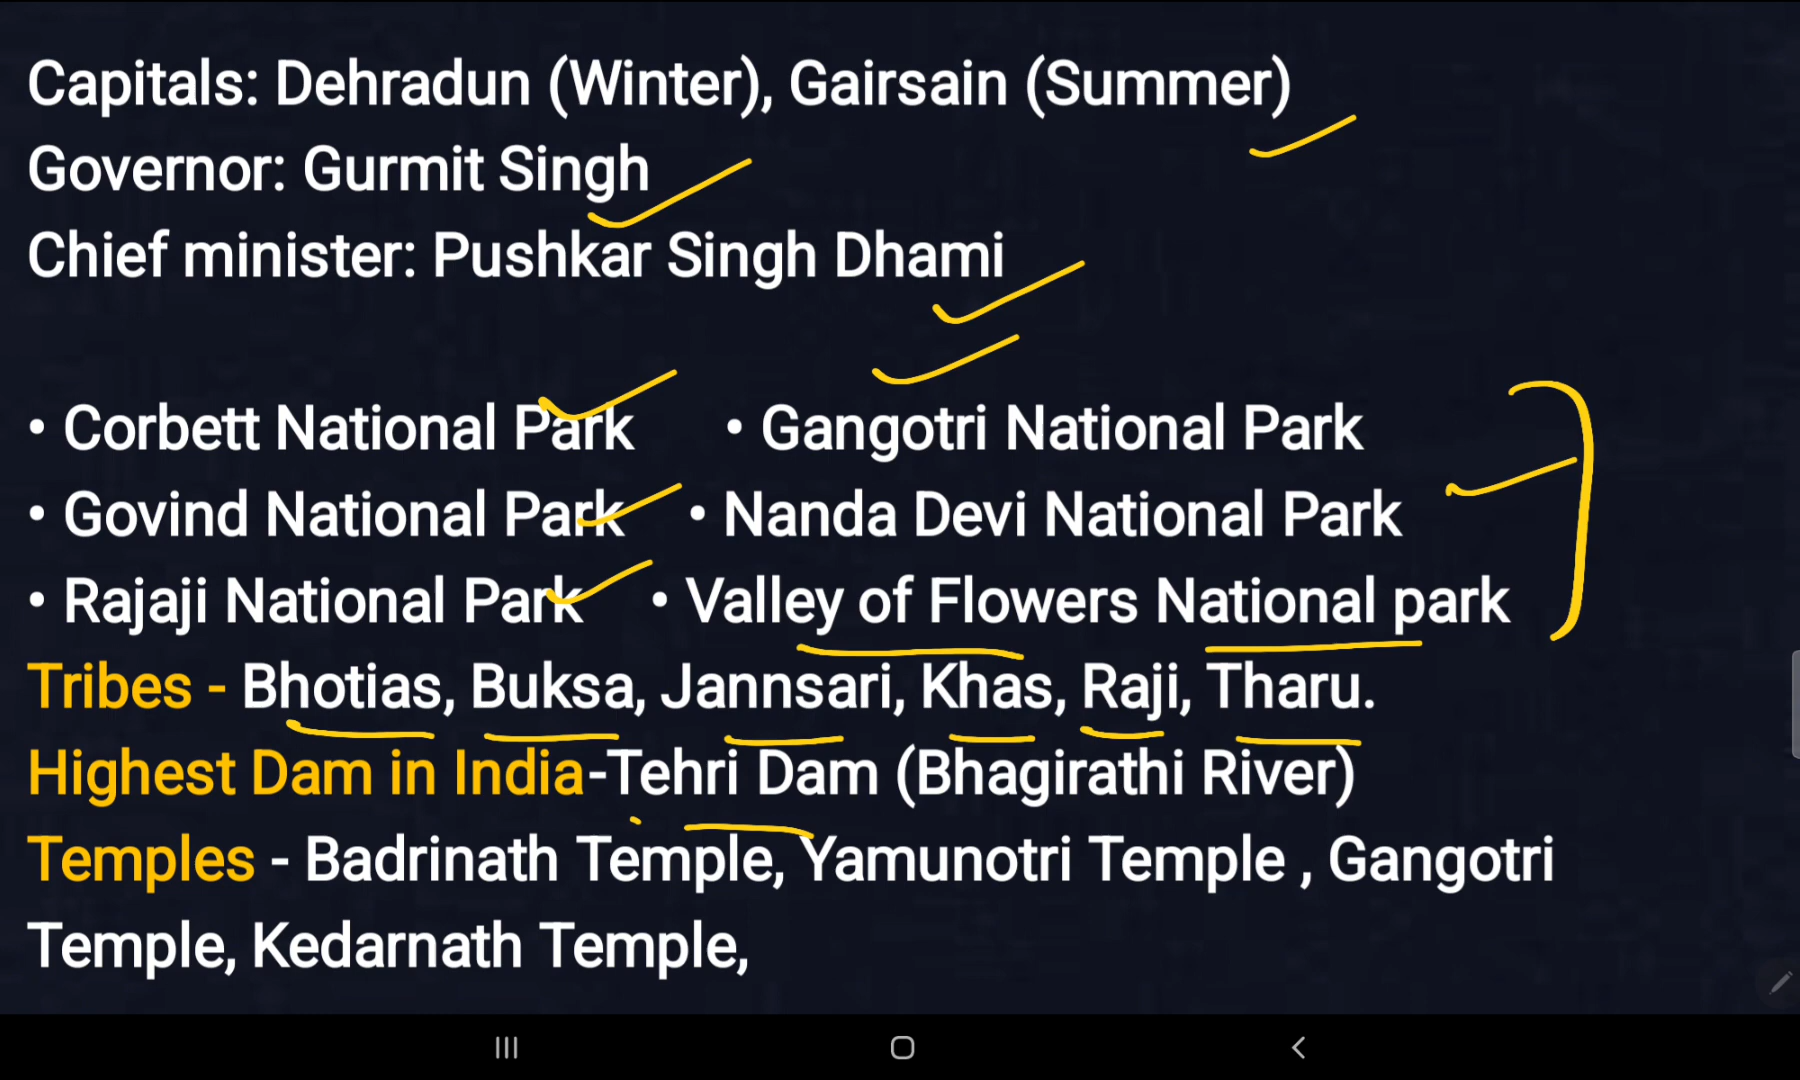 Capitals: Dehradun (Winter), Gairsain (Summer)
Governor: Gurmit Singh
Chief minister: Pushkar Singh Dhami
• Corbett National Park • Gangotri National Park
• Govind National Park • Nanda Devi National Park
• Rajaji National Park • Valley of Flowers National park
Tribes - Bhotias, Buksa, Jannsari, Khas, Raji, Tharu.
Highest Dam in India-Tehri Dam (Bhagirathi River)
Temples - Badrinath Temple, Yamunotri Temple , Gangotri
Temple, Kedarnath Temple,